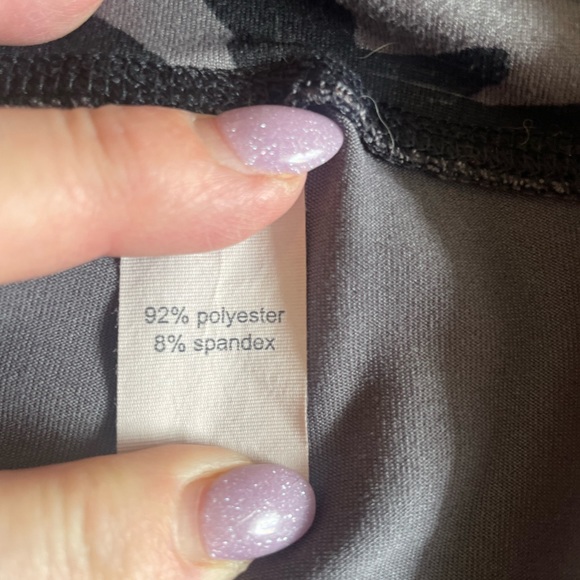 92% polyester
8% spandex